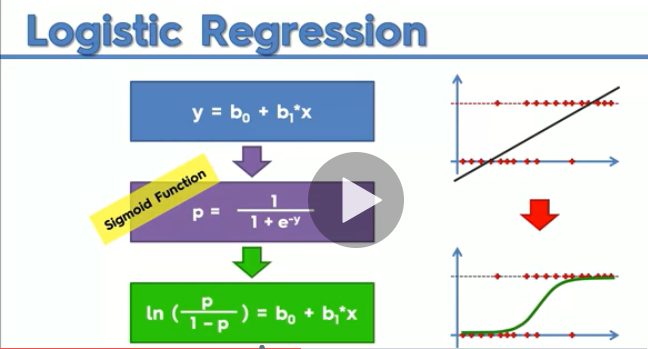 Logistic Regression
y = b₀ + b₁*x
Sigmoid Function
p = 1 / 1 + e⁻ʸ
ln ( p / 1 - p ) = b₀ + b₁*x